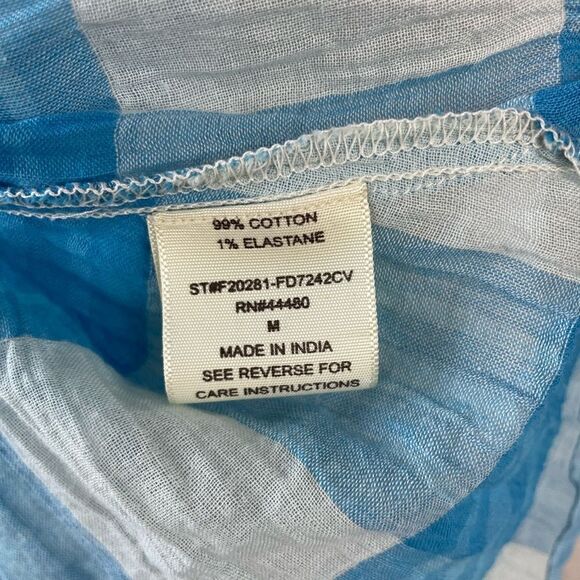 99% COTTON
1% ELASTANE
ST#F20281-FD7242CV
RN#44480
M
MADE IN INDIA
SEE REVERSE FOR
CARE INSTRUCTIONS